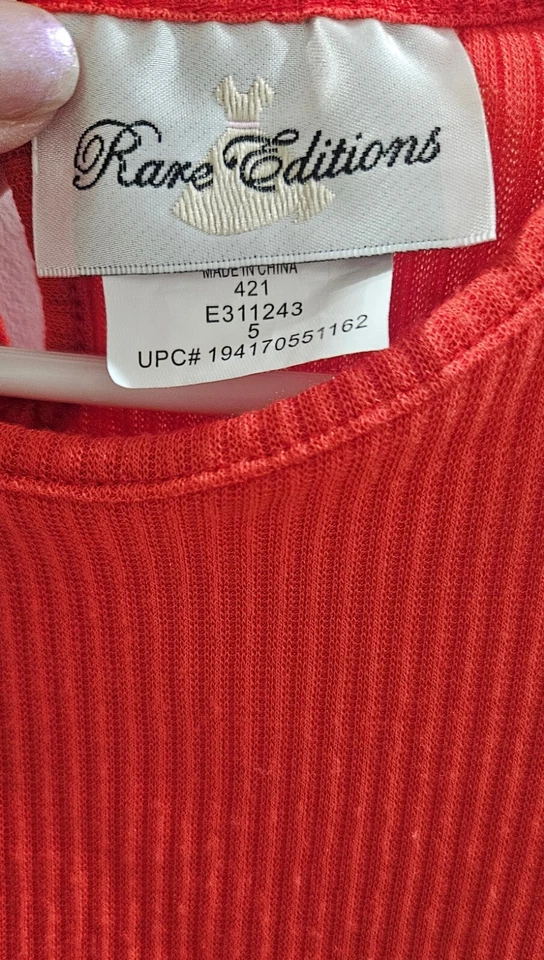 Rare Editions
MADE IN CHINA
421
E311243
5
UPC# 194170551162